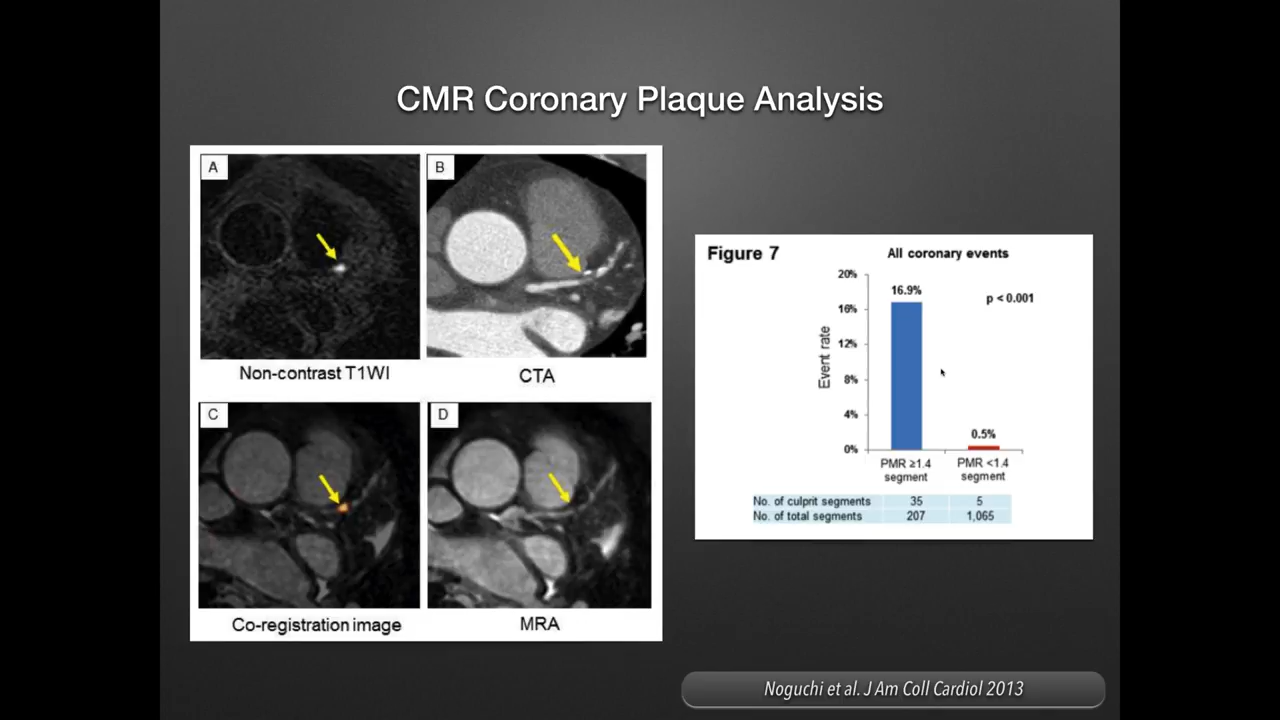 CMR Coronary Plaque Analysis
A
B
Non-contrast T1WI
CTA
C
D
Co-registration image
MRA
Figure 7
All coronary events
20%
16%
12%
8%
4%
0%
Event rate
16.9%
p < 0.001
0.5%
PMR ≥1.4
segment
PMR <1.4
segment
No. of culprit segments 35 5
No. of total segments 207 1,065
Noguchi et al. J Am Coll Cardiol 2013